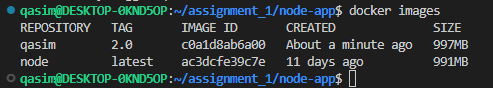 qasim@DESKTOP-0KND5OP:~/assignment_1/node-app$ docker images
REPOSITORY TAG IMAGE ID CREATED SIZE
qasim 2.0 c0a1d8ab6a00 About a minute ago 997MB
node latest ac3dcfe39c7e 11 days ago 991MB
qasim@DESKTOP-0KND5OP:~/assignment_1/node-app$